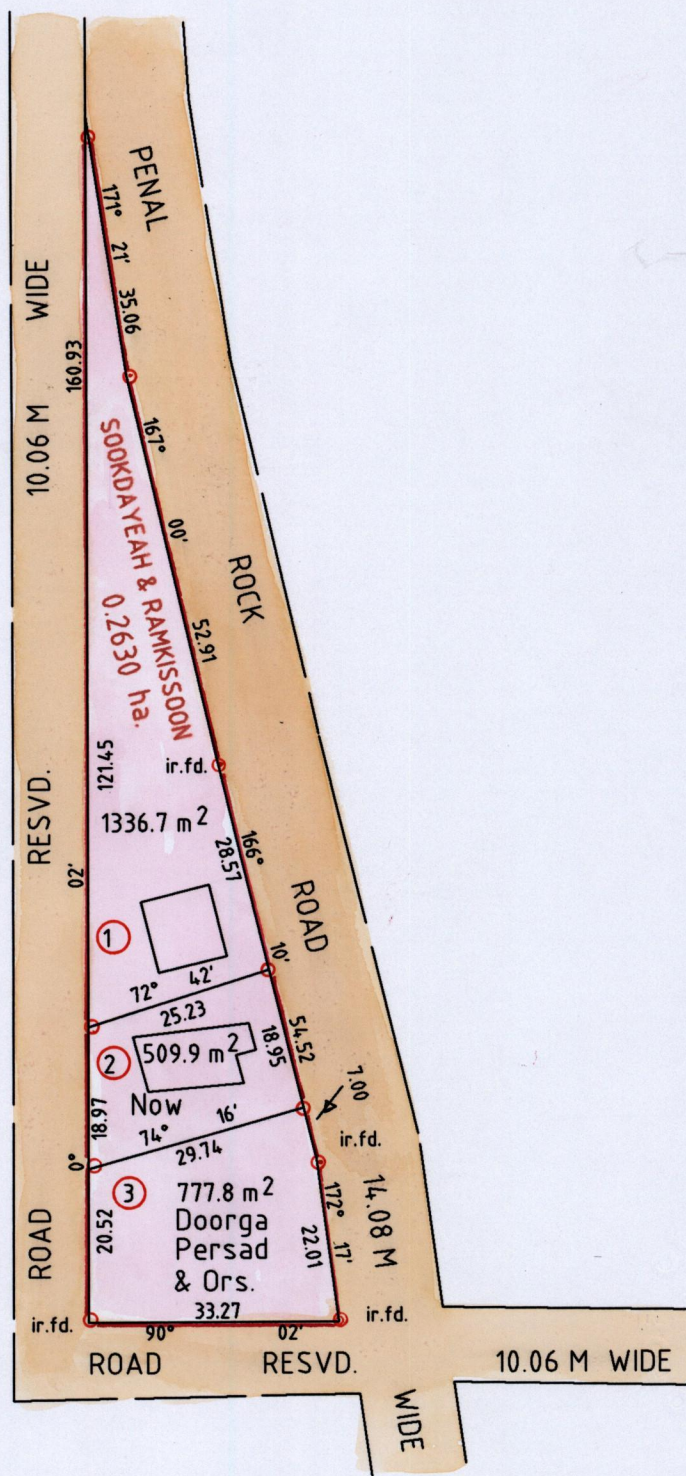 PENAL
171°
21'
35.06
10.06 M WIDE
160.93
167°
00'
52.91
ROCK
SOOKDAYEAH & RAMKISSOON
0.2630 ha.
ir.fd.
121.45
1336.7 m²
RESVD.
166°
28.57
02'
ROAD
1
10'
72° 42'
25.23
54.52
18.95
2
509.9 m²
Now
7.00
18.97
74° 16'
29.74
ir.fd.
0°
3
777.8 m²
Doorga
Persad
& Ors.
172°
17'
22.01
14.08 M
20.52
ROAD
33.27
ir.fd.
ir.fd.
90° 02'
ROAD RESVD.
10.06 M WIDE
WIDE